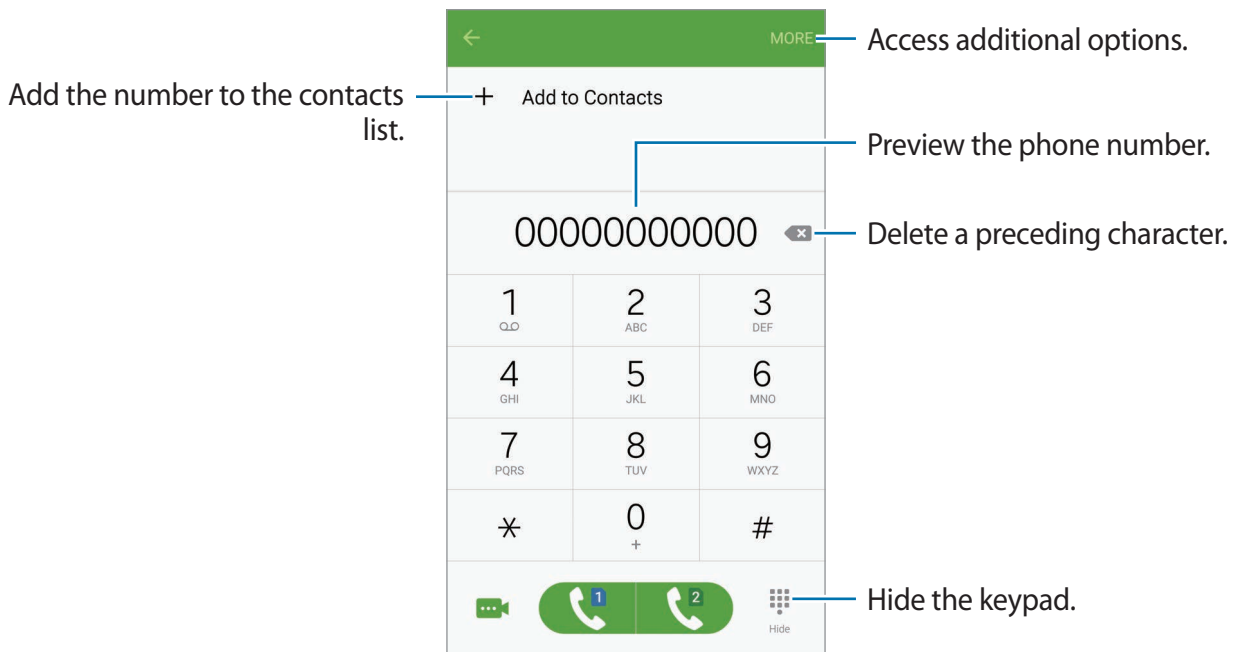 MORE
Access additional options.
Add the number to the contacts
list.
+ Add to Contacts
Preview the phone number.
00000000000
Delete a preceding character.
1 2 3
ABC DEF
4 5 6
GHI JKL MNO
7 8 9
PQRS TUV WXYZ
* 0 #
+
1 2
Hide the keypad.
Hide